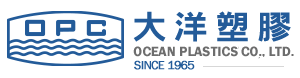 OPC
大洋塑膠
OCEAN PLASTICS CO., LTD.
SINCE 1965